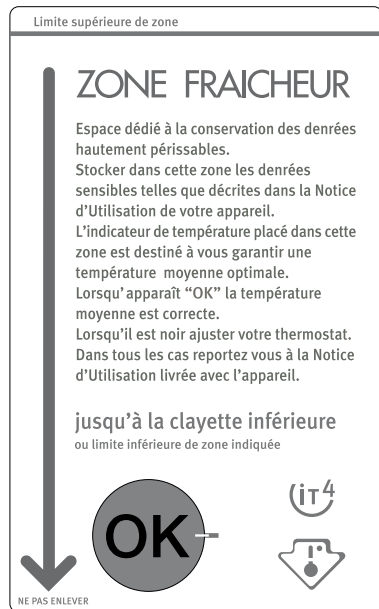 Limite supérieure de zone
ZONE FRAICHEUR
Espace dédié à la conservation des denrées
hautement périssables.
Stocker dans cette zone les denrées
sensibles telles que décrites dans la Notice
d'Utilisation de votre appareil.
L'indicateur de température placé dans cette
zone est destiné à vous garantir une
température moyenne optimale.
Lorsqu'apparaît “OK” la température
moyenne est correcte.
Lorsqu'il est noir ajuster votre thermostat.
Dans tous les cas reportez vous à la Notice
d'Utilisation livrée avec l'appareil.
jusqu'à la clayette inférieure
ou limite inférieure de zone indiquée
OK
iT4
NE PAS ENLEVER